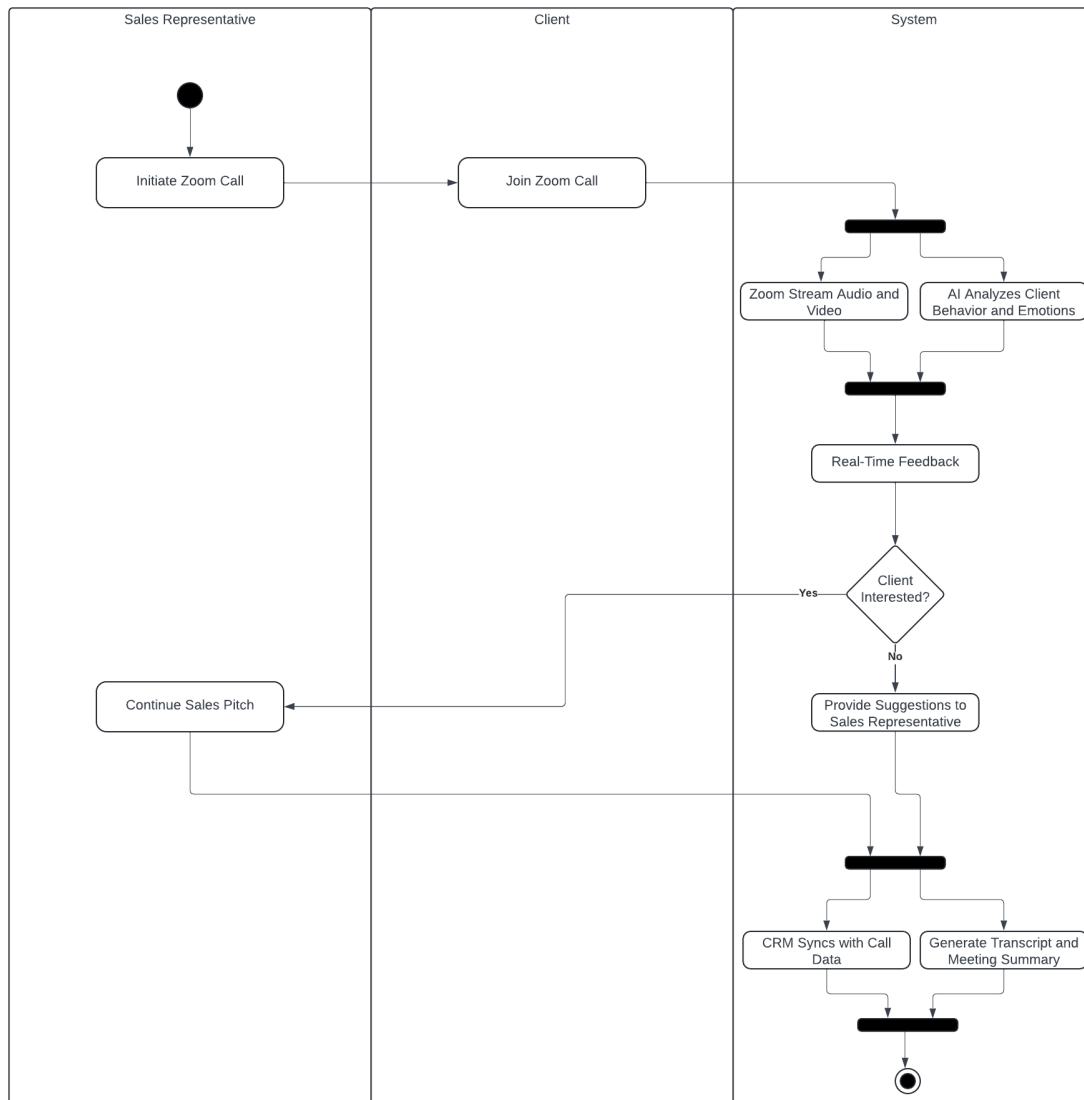 Sales Representative
Client
System
Initiate Zoom Call
Join Zoom Call
Zoom Stream Audio and
Video
AI Analyzes Client
Behavior and Emotions
Real-Time Feedback
Client
Interested?
Yes
No
Continue Sales Pitch
Provide Suggestions to
Sales Representative
CRM Syncs with Call
Data
Generate Transcript and
Meeting Summary